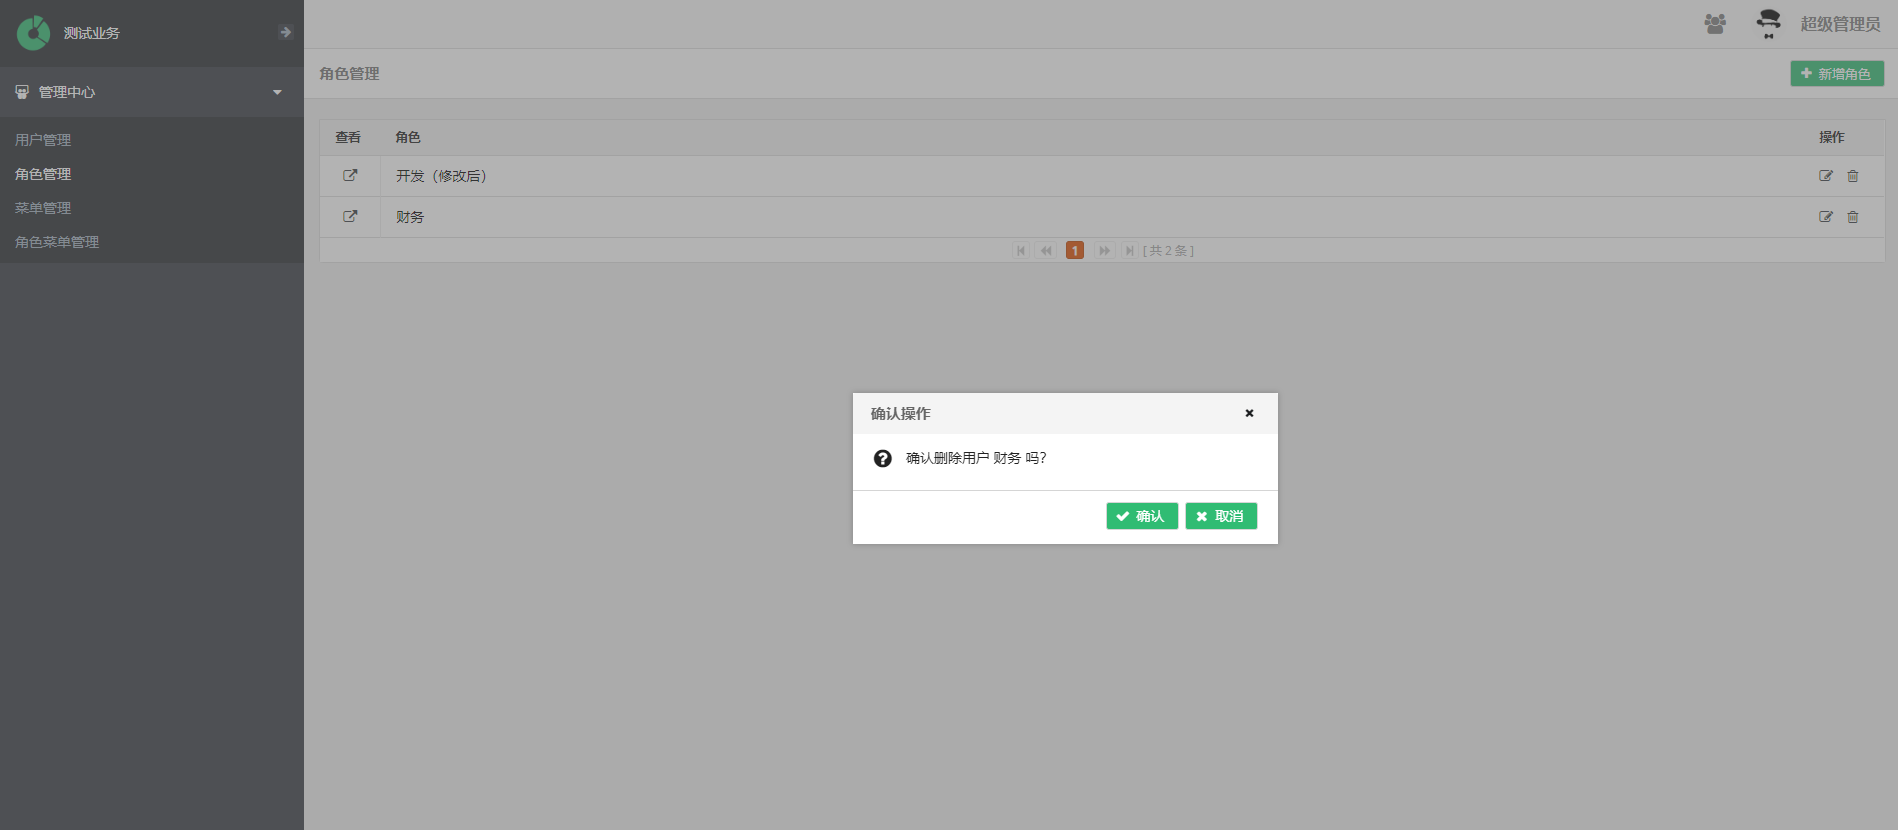 测试业务
超级管理员
管理中心
用户管理
角色管理
菜单管理
角色菜单管理
角色管理
新增角色
查看 角色 操作
开发（修改后）
财务
1 [ 共 2 条 ]
确认操作
确认删除用户 财务 吗?
确认 取消